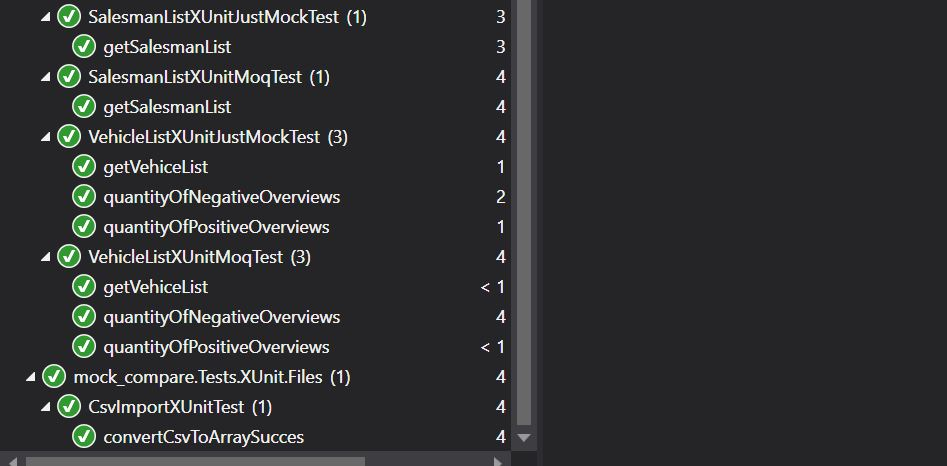 SalesmanListXUnitJustMockTest (1) 3
getSalesmanList 3
SalesmanListXUnitMoqTest (1) 4
getSalesmanList 4
VehicleListXUnitJustMockTest (3) 4
getVehiceList 1
quantityOfNegativeOverviews 2
quantityOfPositiveOverviews 1
VehicleListXUnitMoqTest (3) 4
getVehiceList < 1
quantityOfNegativeOverviews 4
quantityOfPositiveOverviews < 1
mock_compare.Tests.XUnit.Files (1) 4
CsvImportXUnitTest (1) 4
convertCsvToArraySucces 4